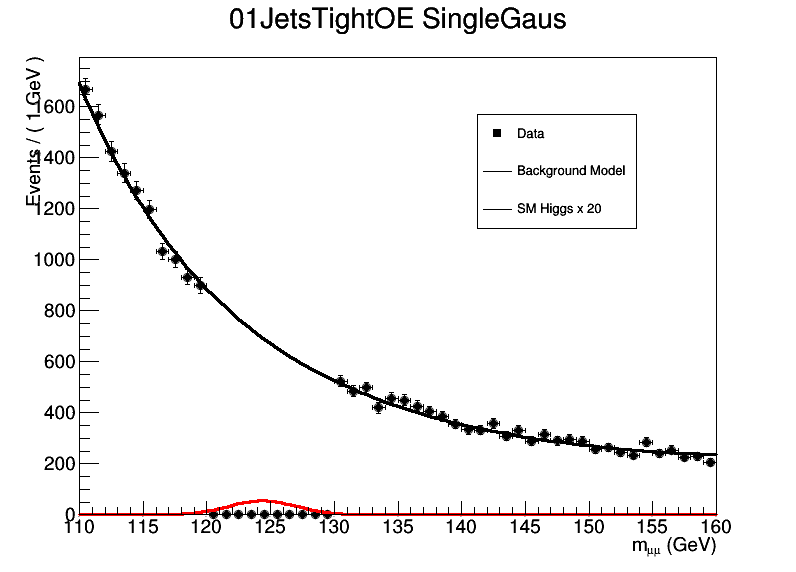 01JetsTightOE SingleGaus
Events / ( 1 GeV )
1600
1400
1200
1000
800
600
400
200
0
Data
Background Model
SM Higgs x 20
110 115 120 125 130 135 140 145 150 155 160
mμμ (GeV)